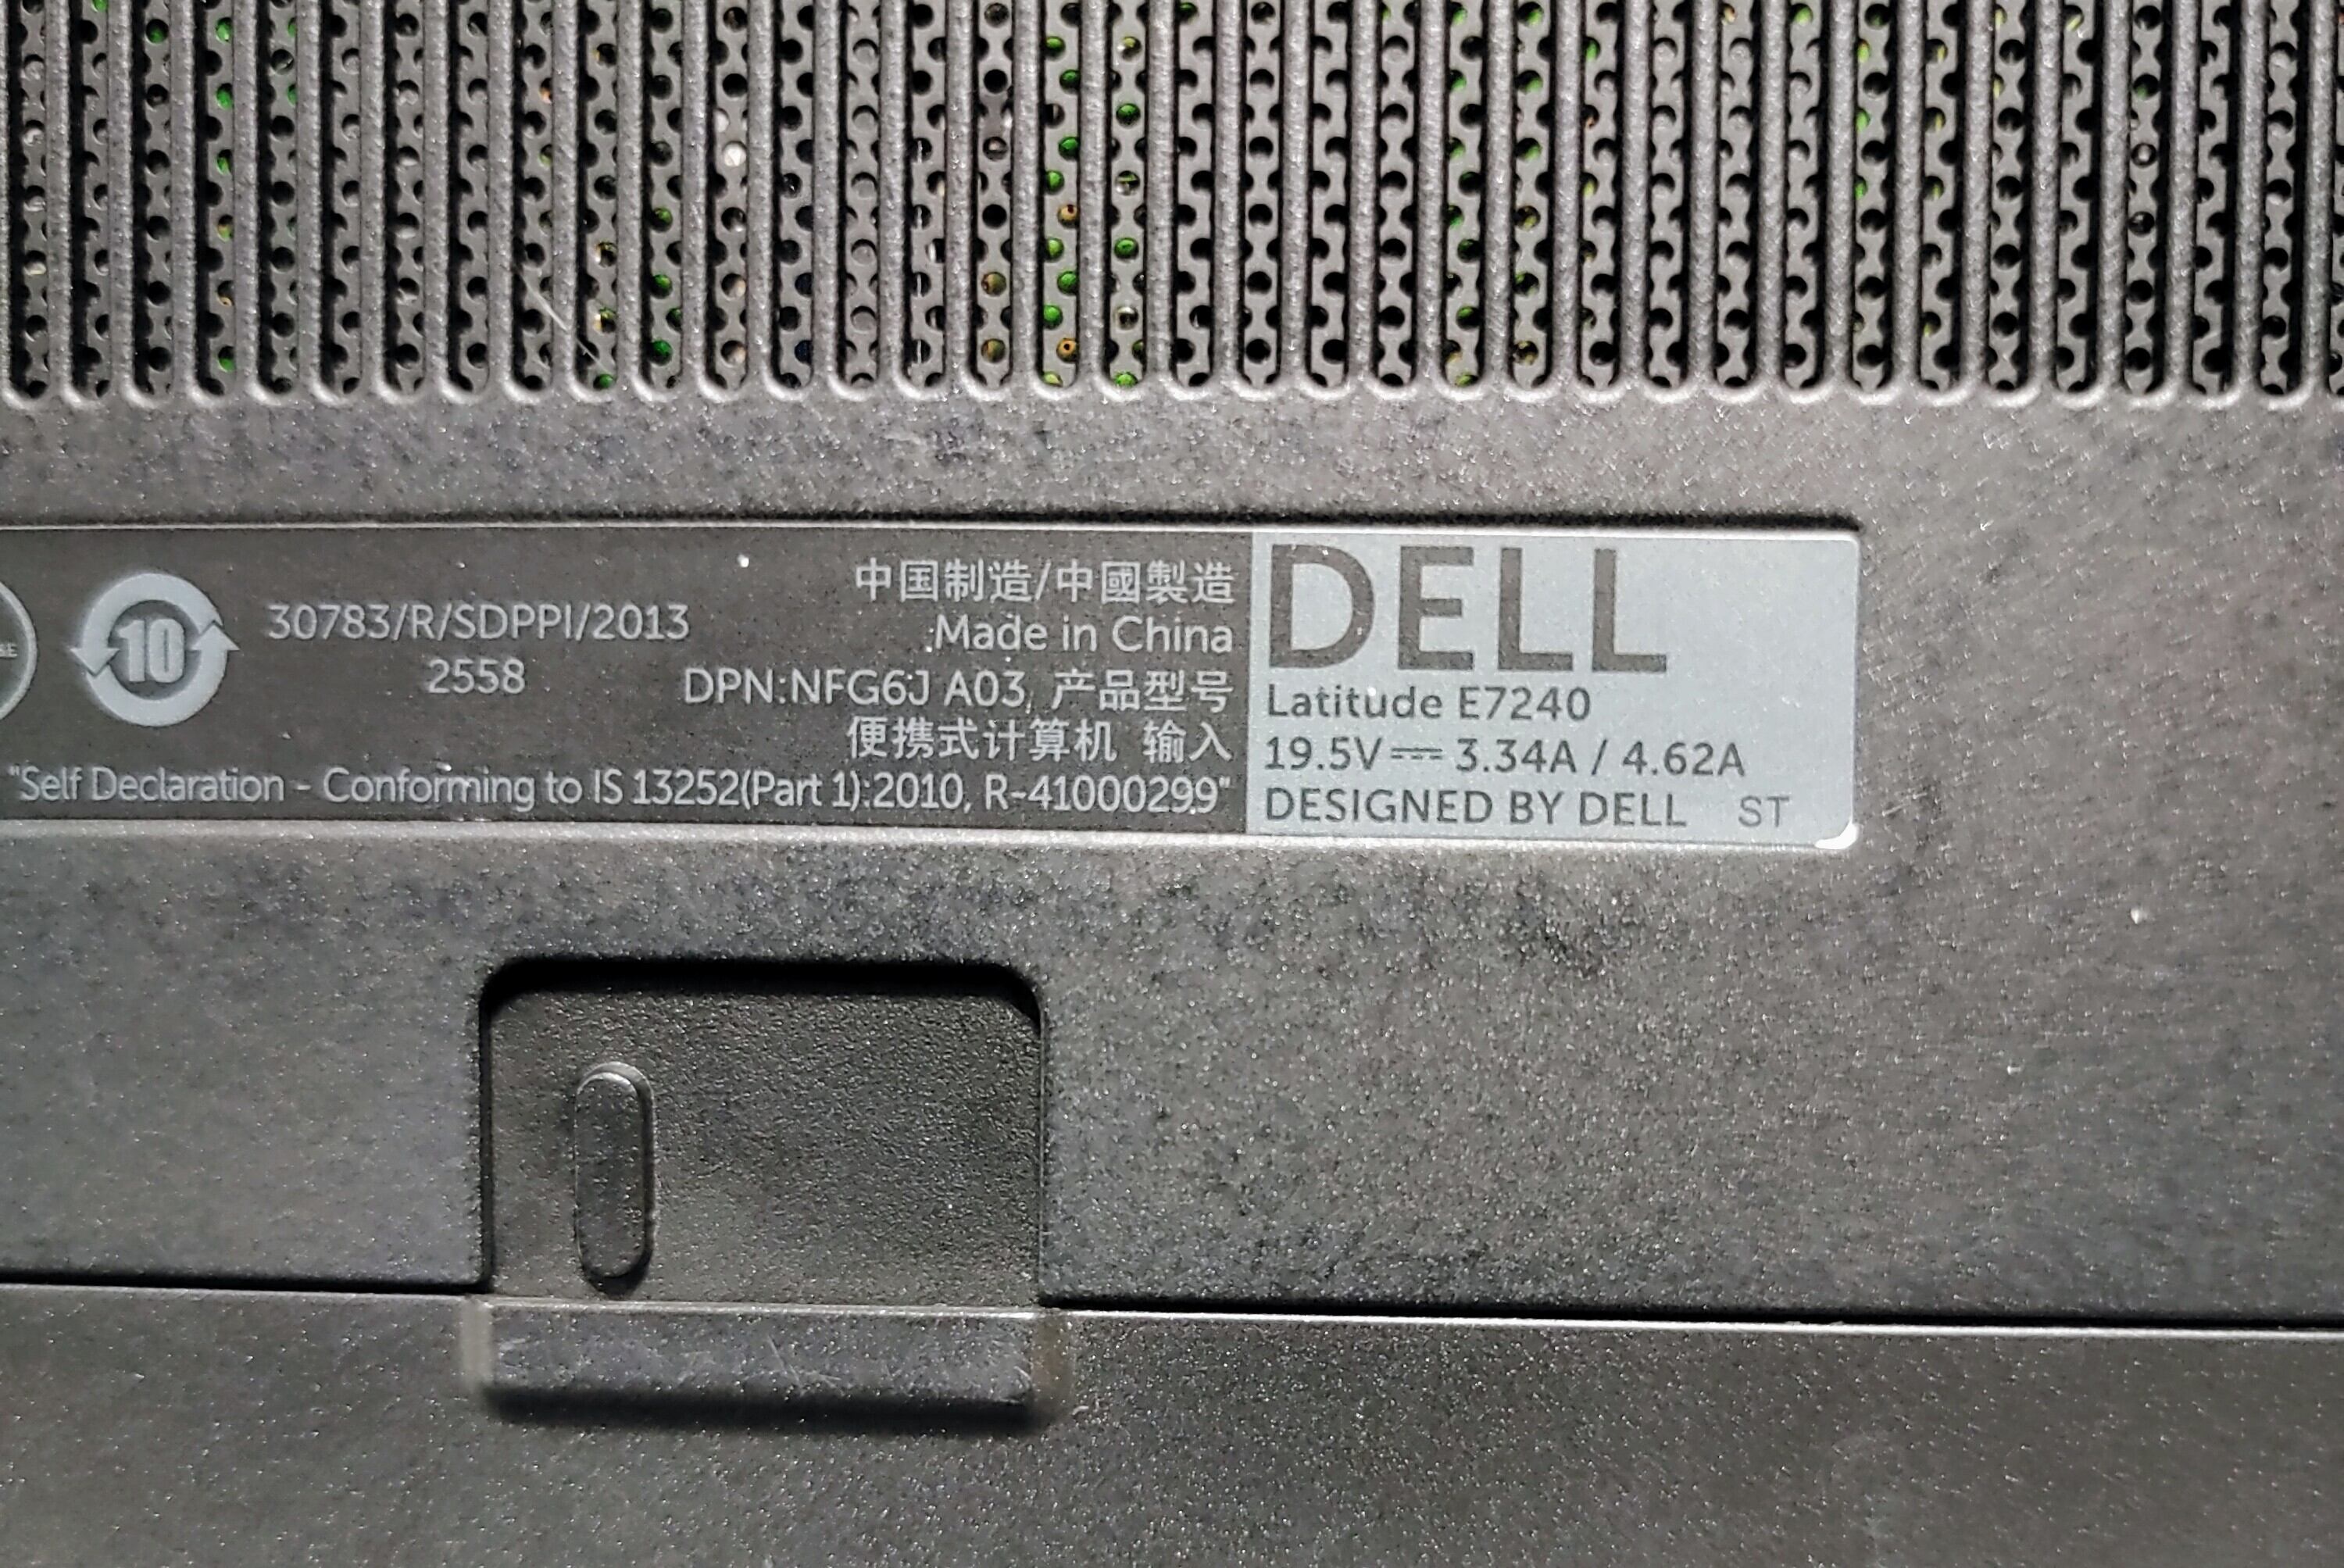 10
30783/R/SDPPI/2013
2558
中国制造/中國製造
Made in China
DPN:NFG6J A03, 产品型号
便携式计算机 输入
"Self Declaration - Conforming to IS 13252(Part 1):2010, R-41000299"
DELL
Latitude E7240
19.5V⎓3.34A / 4.62A
DESIGNED BY DELL ST